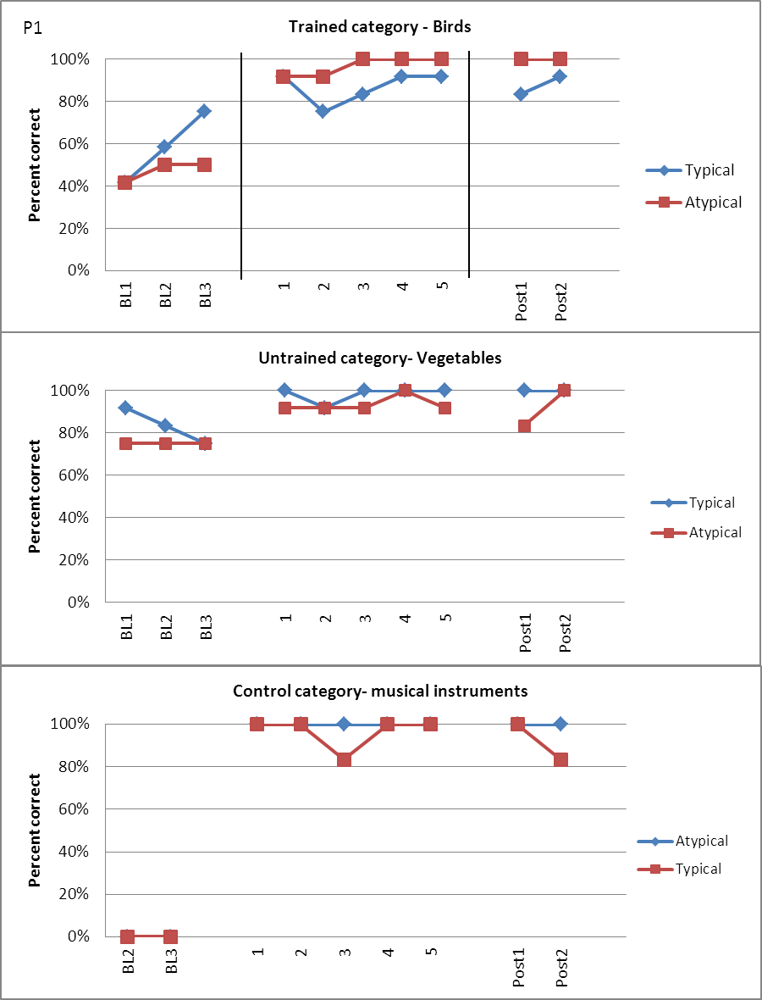 P1
Trained category - Birds
Percent correct
100%
80%
60%
40%
20%
0%
BL1
BL2
BL3
1
2
3
4
5
Post1
Post2
Typical
Atypical
Untrained category- Vegetables
Percent correct
100%
80%
60%
40%
20%
0%
BL1
BL2
BL3
1
2
3
4
5
Post1
Post2
Typical
Atypical
Control category- musical instruments
Percent correct
100%
80%
60%
40%
20%
0%
BL2
BL3
1
2
3
4
5
Post1
Post2
Atypical
Typical